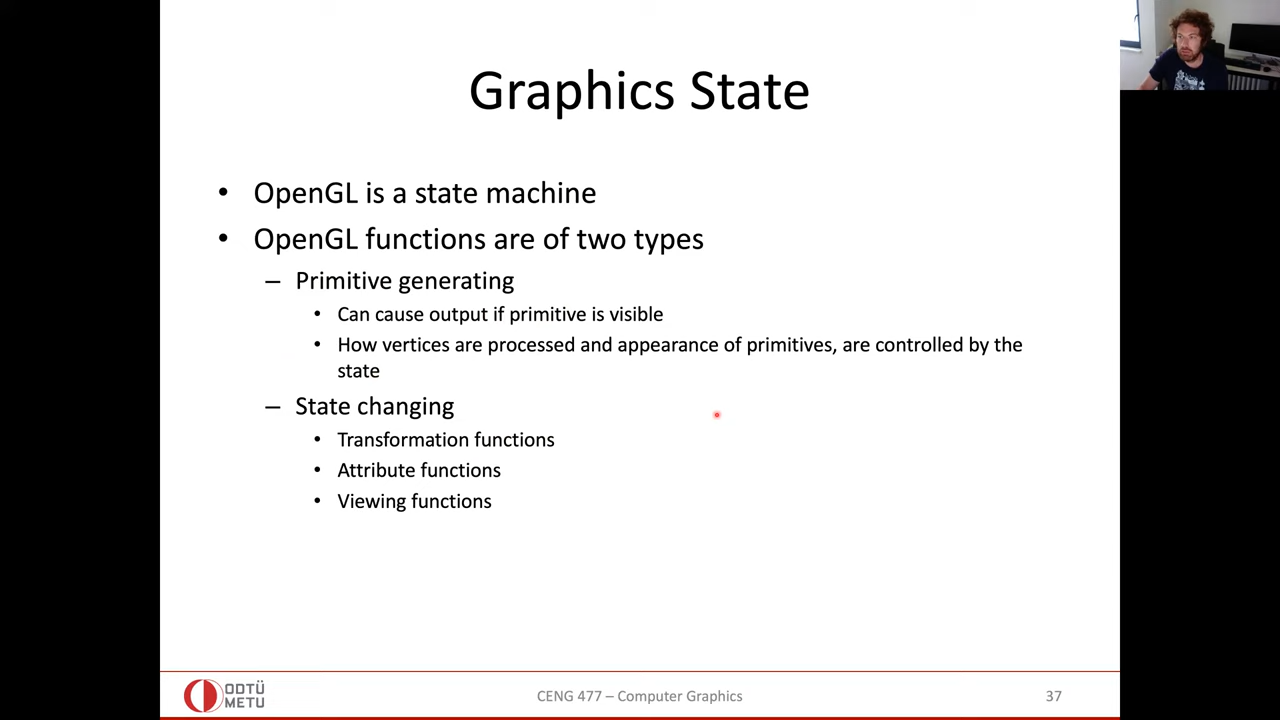 Graphics State
• OpenGL is a state machine
• OpenGL functions are of two types
– Primitive generating
• Can cause output if primitive is visible
• How vertices are processed and appearance of primitives, are controlled by the
state
– State changing
• Transformation functions
• Attribute functions
• Viewing functions
ODTÜ
METU
CENG 477 – Computer Graphics
37